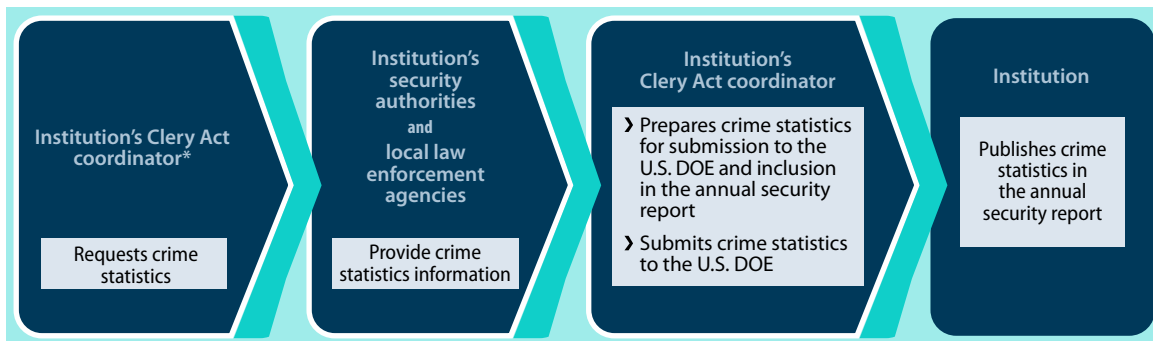 Institution's Clery Act
coordinator*
Requests crime
statistics
Institution's
security
authorities
and
local law
enforcement
agencies
Provide crime
statistics information
Institution's
Clery Act coordinator
❯ Prepares crime statistics
for submission to the
U.S. DOE and inclusion
in the annual security
report
❯ Submits crime statistics
to the U.S. DOE
Institution
Publishes crime
statistics in
the annual
security report